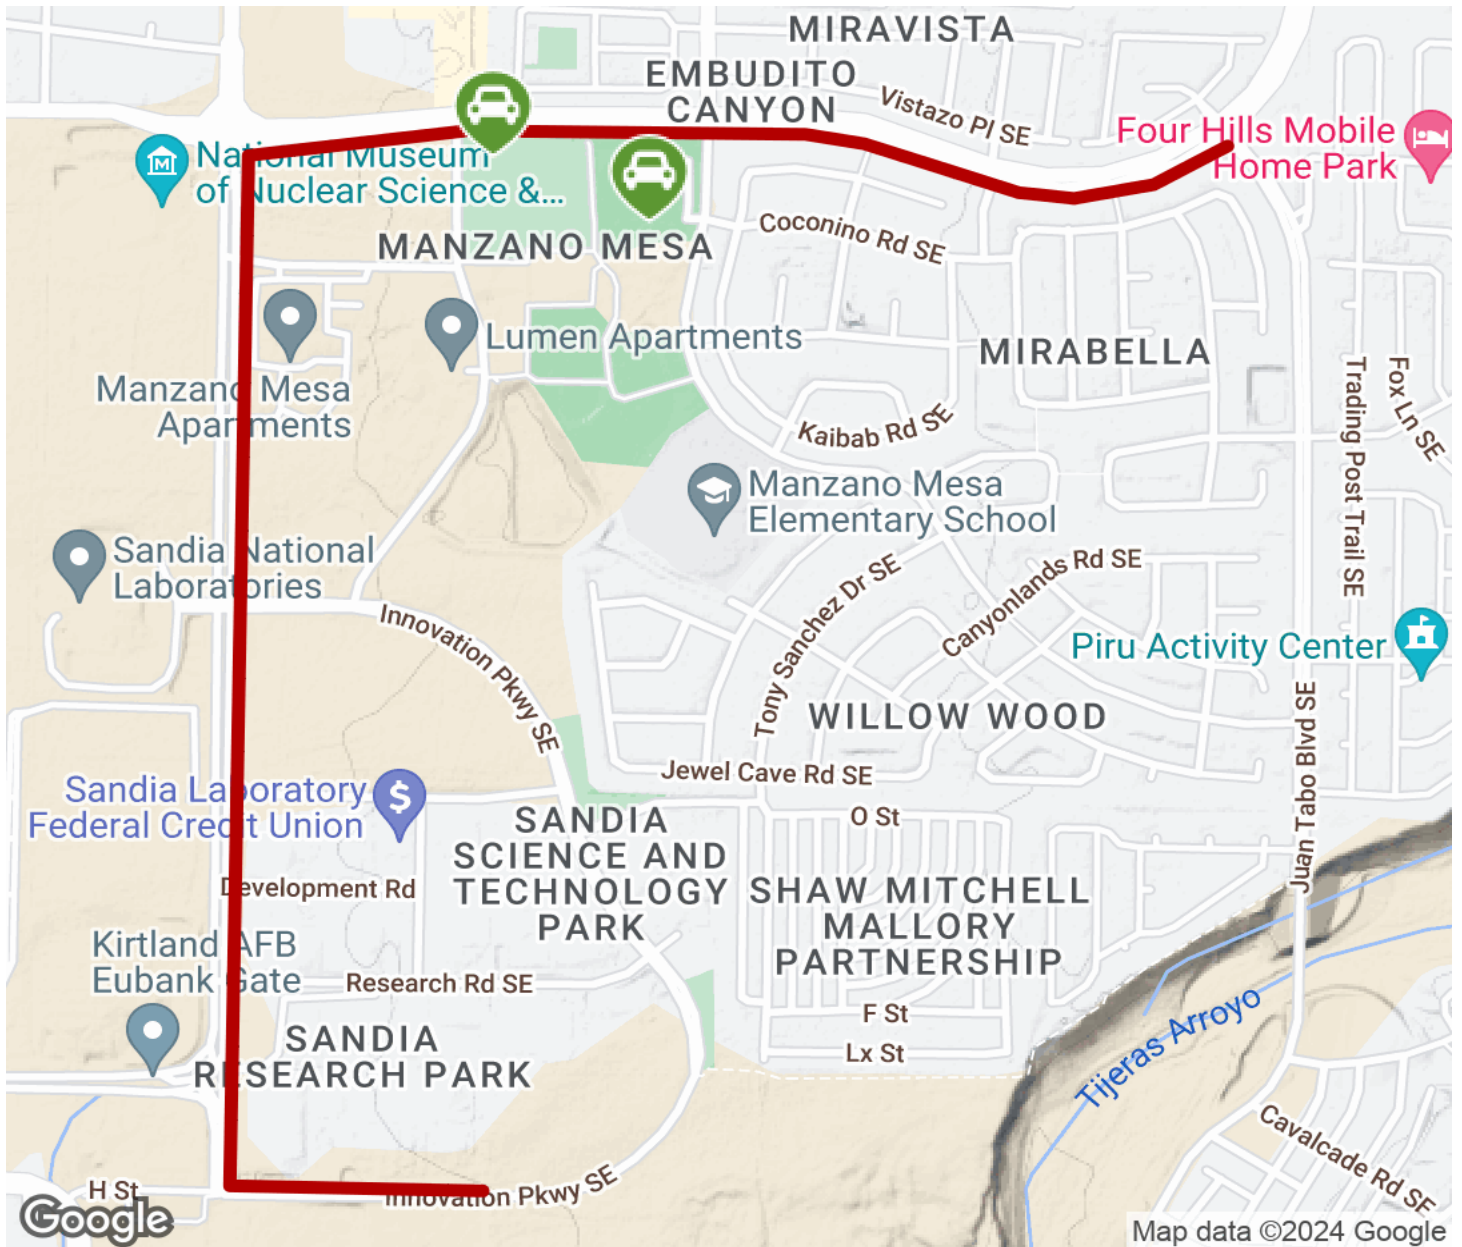 MIRAVISTA
EMBUDITO
CANYON
Vistazo Pl SE
Four Hills Mobile
Home Park
National Museum
of Nuclear Science &...
Coconino Rd SE
MANZANO MESA
Lumen Apartments
MIRABELLA
Manzano Mesa
Apartments
Trading Post Trail SE
Fox Ln SE
Kaibab Rd SE
Manzano Mesa
Elementary School
Sandia National
Laboratories
Canyonlands Rd SE
Tony Sanchez Dr SE
Innovation Pkwy SE
Piru Activity Center
WILLOW WOOD
Juan Tabo Blvd SE
Jewel Cave Rd SE
Sandia Laboratory
Federal Credit Union
$
SANDIA
SCIENCE AND
TECHNOLOGY
PARK
O St
Development Rd
SHAW MITCHELL
MALLORY
PARTNERSHIP
Kirtland AFB
Eubank Gate
Research Rd SE
F St
Lx St
SANDIA
RESEARCH PARK
Tijeras Arroyo
Cavalcade Rd SE
H St
Innovation Pkwy SE
Google
Map data ©2024 Google